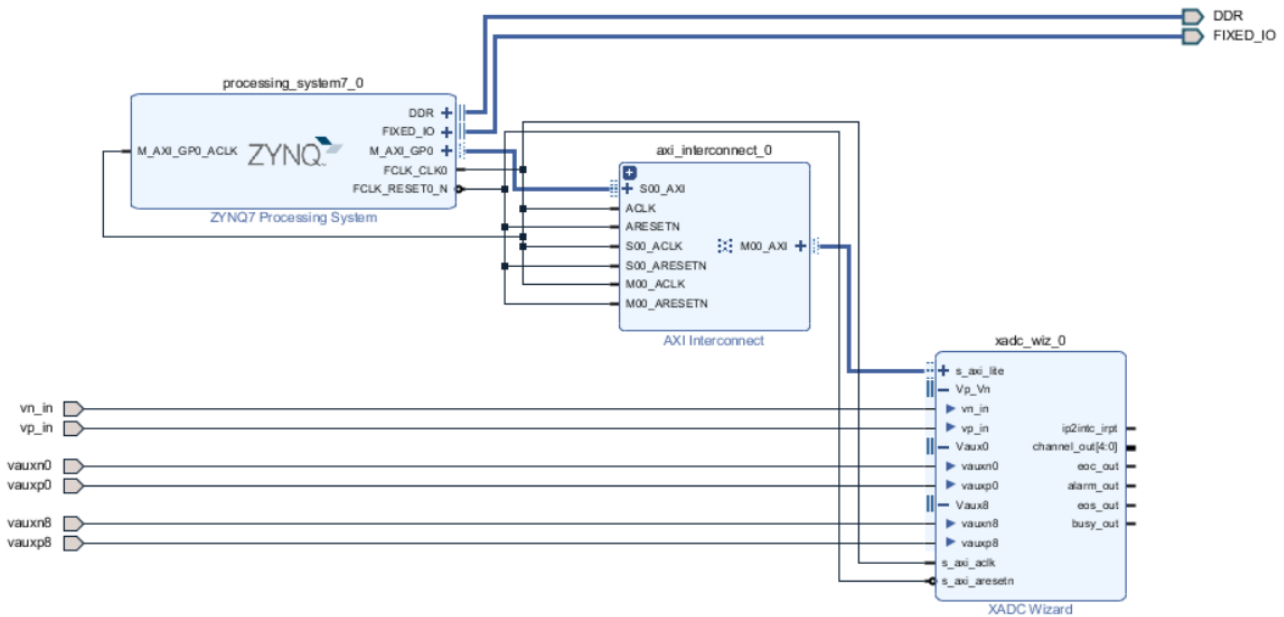 DDR
FIXED_IO
processing_system7_0
DDR
FIXED_IO
M_AXI_GP0_ACLK
ZYNQ
M_AXI_GP0
FCLK_CLK0
FCLK_RESET0_N
ZYNQ7 Processing System
axi_interconnect_0
S00_AXI
ACLK
ARESETN
S00_ACLK
M00_AXI
S00_ARESETN
M00_ACLK
M00_ARESETN
AXI Interconnect
xadc_wiz_0
s_axi_lite
Vp_Vn
vn_in
vn_in
vp_in
vp_in
ip2intc_irpt
Vaux0
channel_out[4:0]
vauxn0
vauxn0
eoc_out
vauxp0
vauxp0
alarm_out
Vaux8
eos_out
vauxn8
vauxn8
busy_out
vauxp8
vauxp8
s_axi_aclk
s_axi_aresetn
XADC Wizard